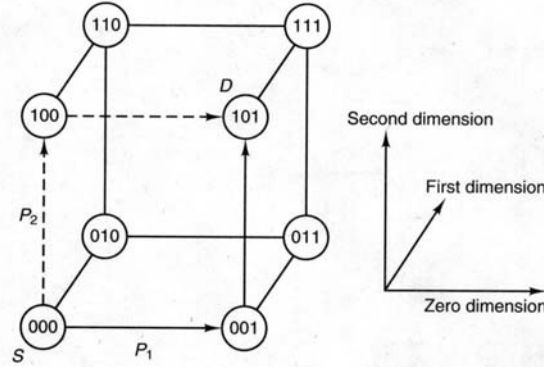 110
111
D
100
101
Second dimension
First dimension
P2
010
011
000
001
Zero dimension
S
P1